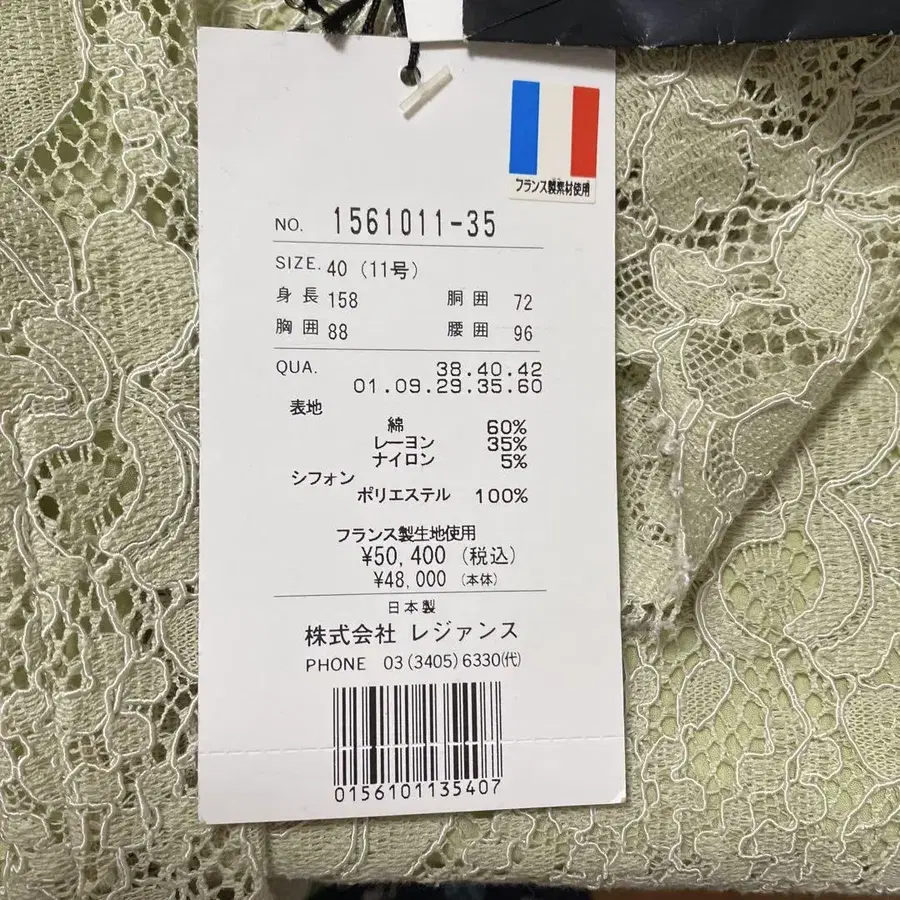 フランス製素材使用
NO. 1561011-35
SIZE. 40 (11号)
身長 158 胴囲 72
胸囲 88 腰囲 96
QUA. 38.40.42
01.09.29.35.60
表地
綿 60%
レーヨン 35%
ナイロン 5%
シフォン
ポリエステル 100%
フランス製生地使用
¥50,400 (税込)
¥48,000 (本体)
日本製
株式会社 レジァンス
PHONE 03(3405)6330(代)
0156101135407